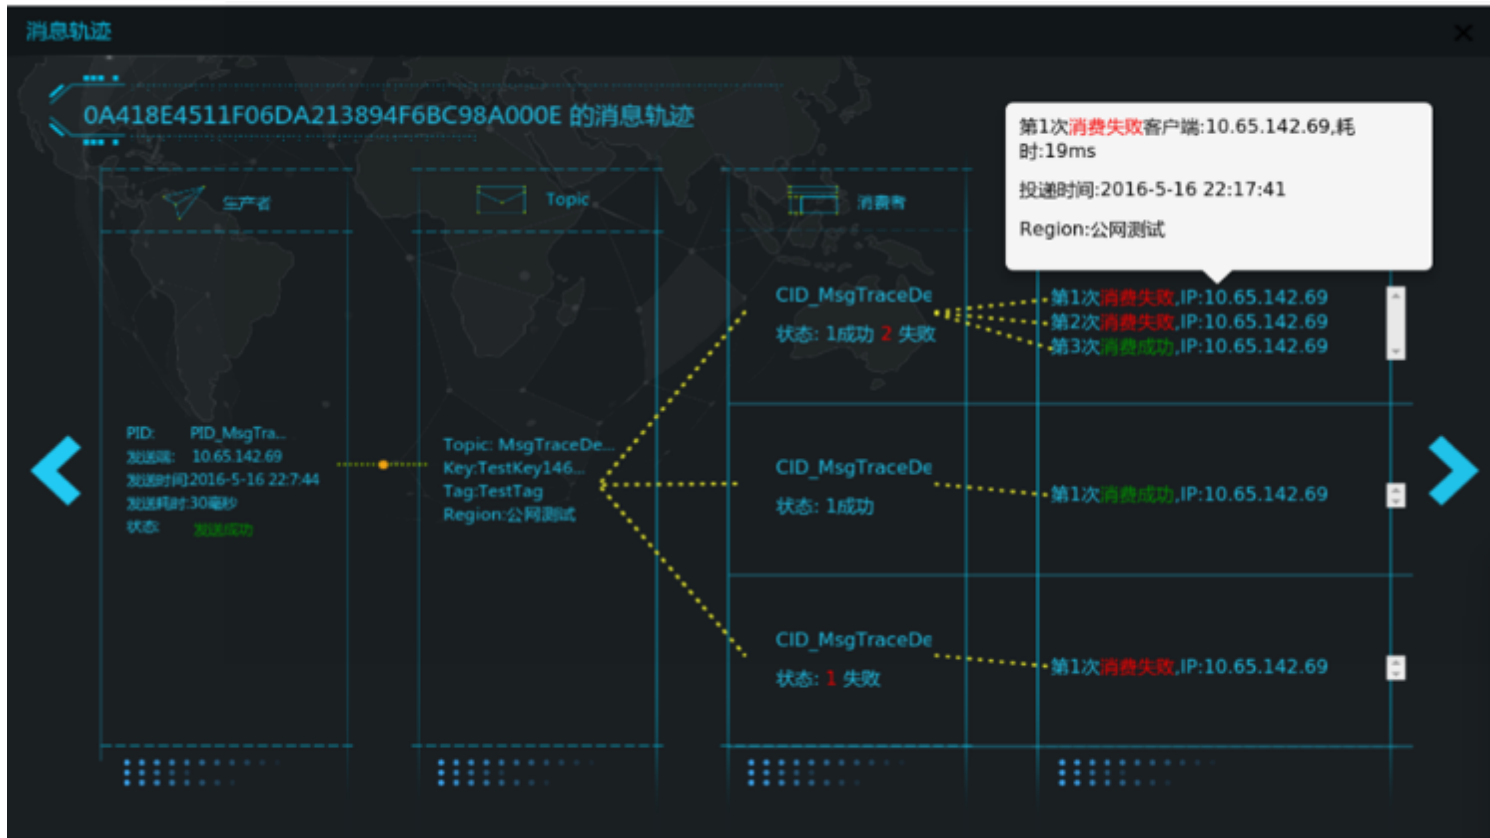 消息轨迹
0A418E4511F06DA213894F6BC98A000E 的消息轨迹
第1次消费失败客户端:10.65.142.69,耗
时:19ms
投递时间:2016-5-16 22:17:41
Region:公网测试
生产者
Topic
消费者
PID: PID_MsgTra...
发送端: 10.65.142.69
发送时间:2016-5-16 22:7:44
发送耗时:30毫秒
状态: 发送成功
Topic: MsgTraceDe...
Key:TestKey146...
Tag:TestTag
Region:公网测试
CID_MsgTraceDe
状态: 1成功 2 失败
第1次消费失败,IP:10.65.142.69
第2次消费失败,IP:10.65.142.69
第3次消费成功,IP:10.65.142.69
CID_MsgTraceDe
状态: 1成功
第1次消费成功,IP:10.65.142.69
CID_MsgTraceDe
状态: 1 失败
第1次消费失败,IP:10.65.142.69